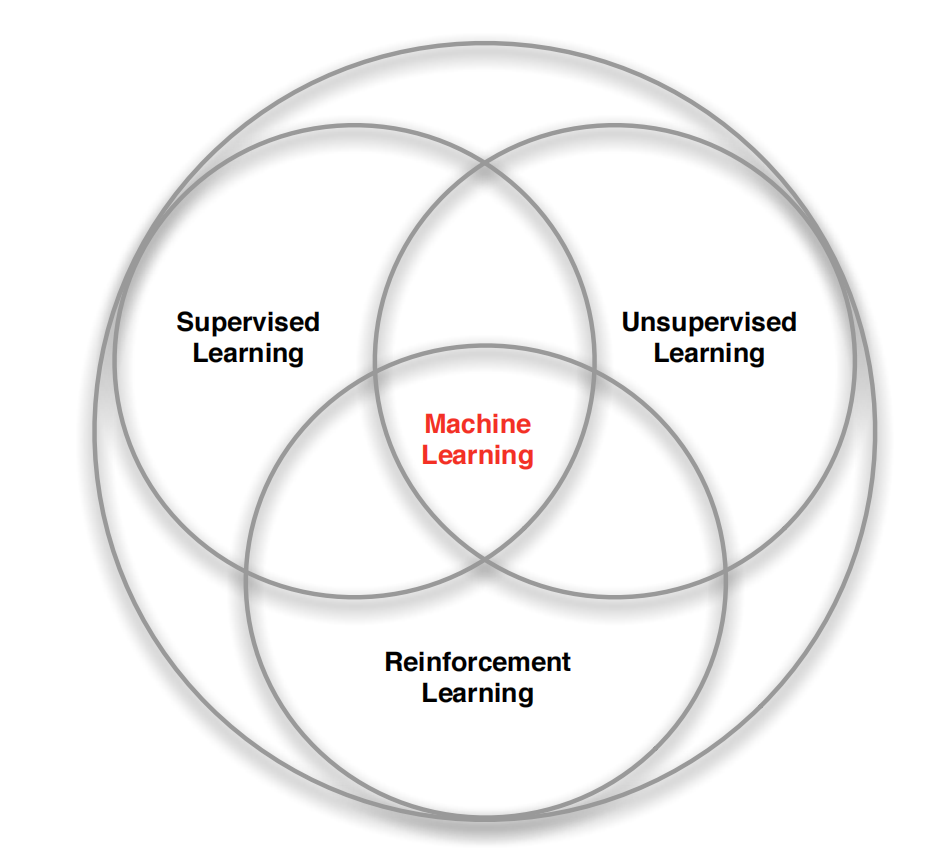 Supervised
Learning
Unsupervised
Learning
Machine
Learning
Reinforcement
Learning